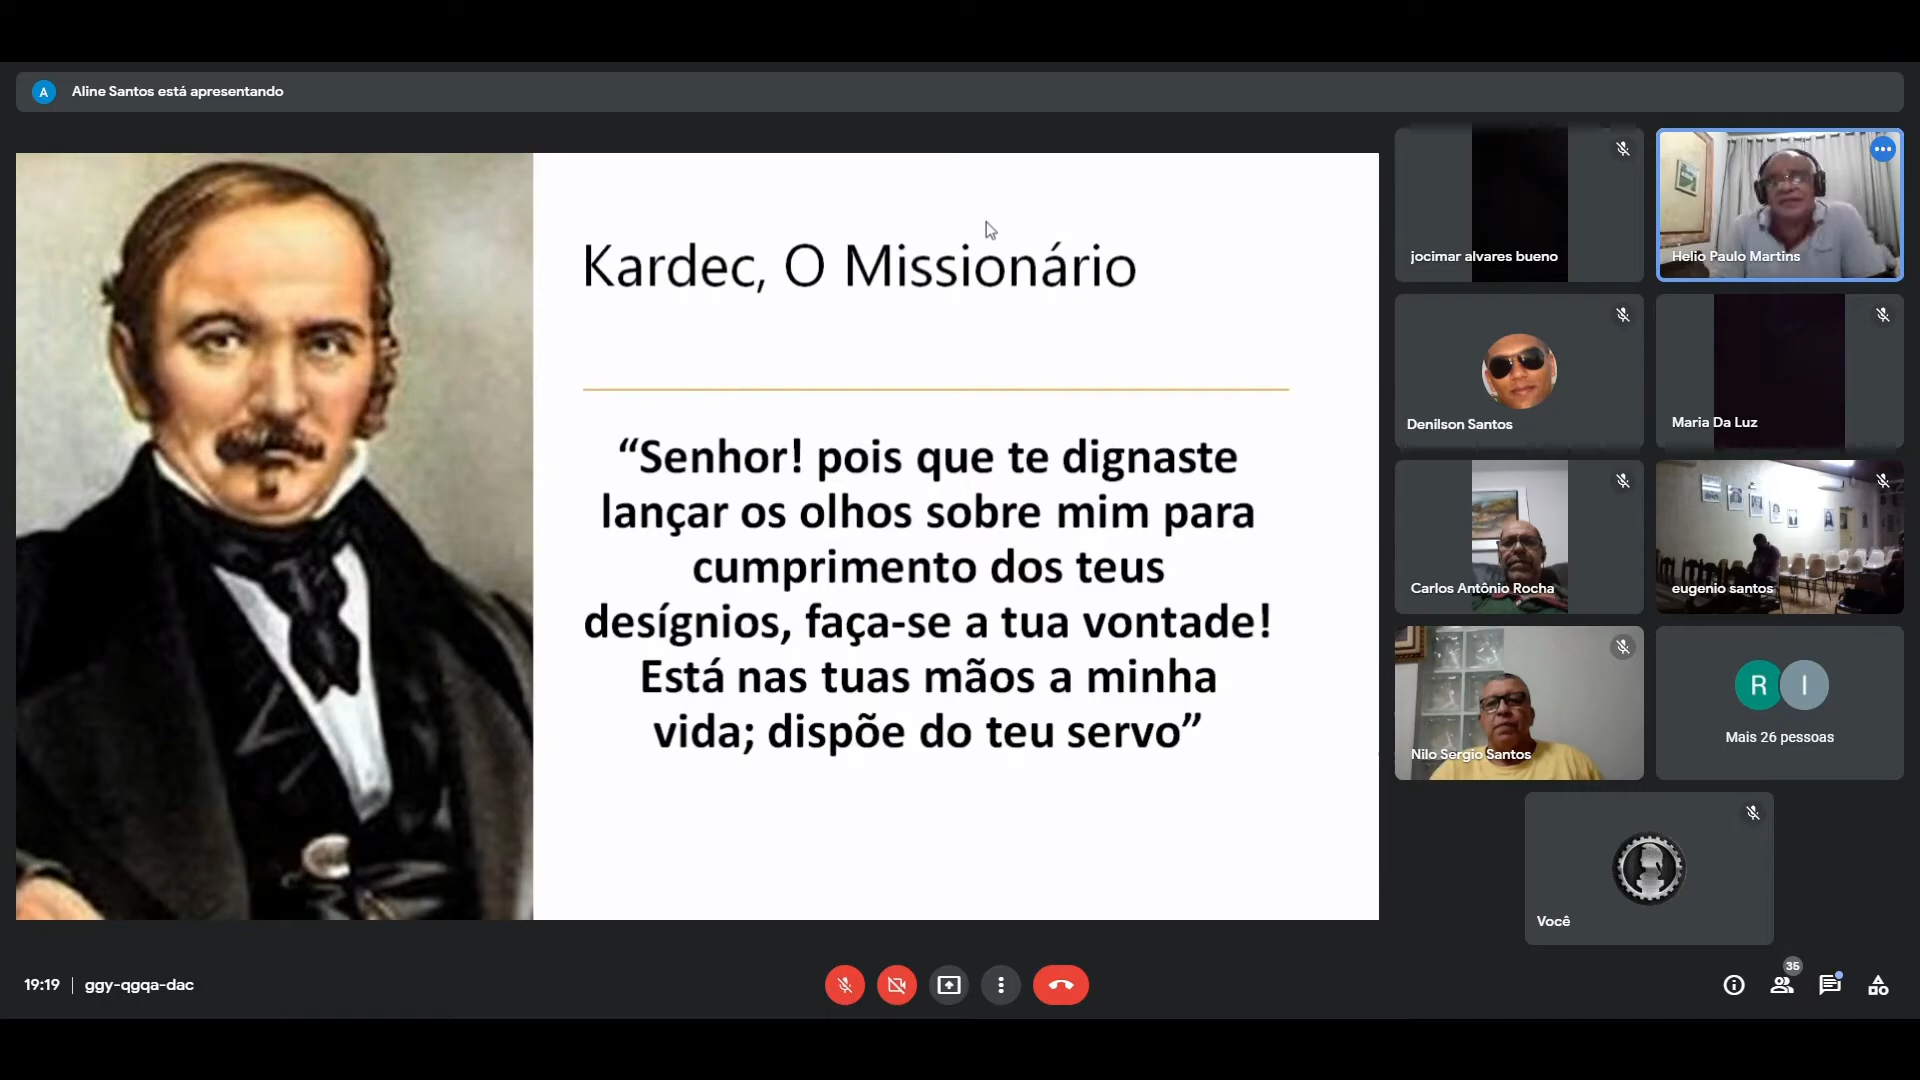 A
Aline Santos está apresentando
Kardec, O Missionário
“Senhor! pois que te dignaste
lançar os olhos sobre mim para
cumprimento dos teus
desígnios, faça-se a tua vontade!
Está nas tuas mãos a minha
vida; dispõe do teu servo”
jocimar alvares bueno
Helio Paulo Martins
Denilson Santos
Maria Da Luz
Carlos Antônio Rocha
eugenio santos
Nilo Sergio Santos
R
I
Mais 26 pessoas
Você
19:19
ggy-qgqa-dac
35